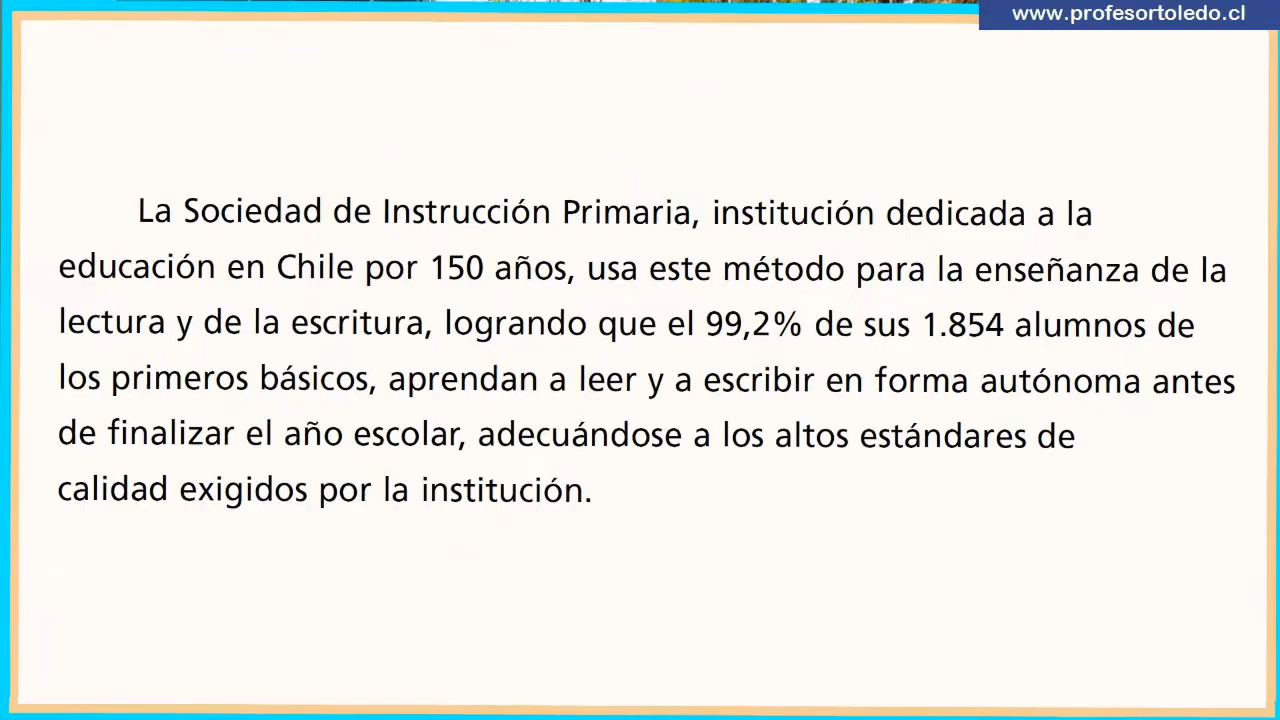 www.profesortoledo.cl
La Sociedad de Instrucción Primaria, institución dedicada a la
educación en Chile por 150 años, usa este método para la enseñanza de la
lectura y de la escritura, logrando que el 99,2% de sus 1.854 alumnos de
los primeros básicos, aprendan a leer y a escribir en forma autónoma antes
de finalizar el año escolar, adecuándose a los altos estándares de
calidad exigidos por la institución.